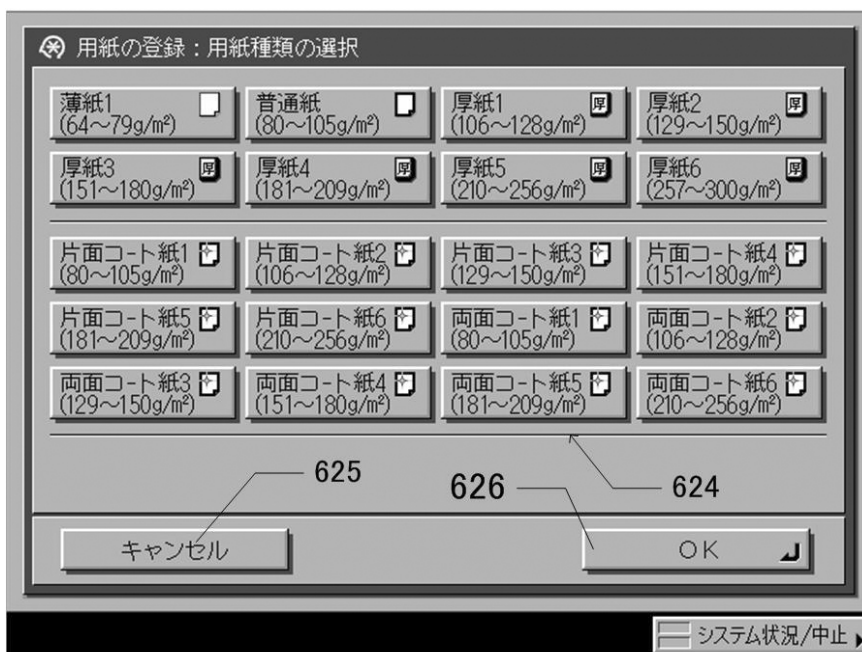 用紙の登録：用紙種類の選択
薄紙1 普通紙 厚紙1 厚 厚紙2 厚
(64～79g/m²) (80～105g/m²) (106～128g/m²) (129～150g/m²)
厚紙3 厚 厚紙4 厚 厚紙5 厚 厚紙6 厚
(151～180g/m²) (181～209g/m²) (210～256g/m²) (257～300g/m²)
片面コート紙1 片面コート紙2 片面コート紙3 片面コート紙4
(80～105g/m²) (106～128g/m²) (129～150g/m²) (151～180g/m²)
片面コート紙5 片面コート紙6 両面コート紙1 両面コート紙2
(181～209g/m²) (210～256g/m²) (80～105g/m²) (106～128g/m²)
両面コート紙3 両面コート紙4 両面コート紙5 両面コート紙6
(129～150g/m²) (151～180g/m²) (181～209g/m²) (210～256g/m²)
625 626 624
キャンセル OK
システム状況/中止